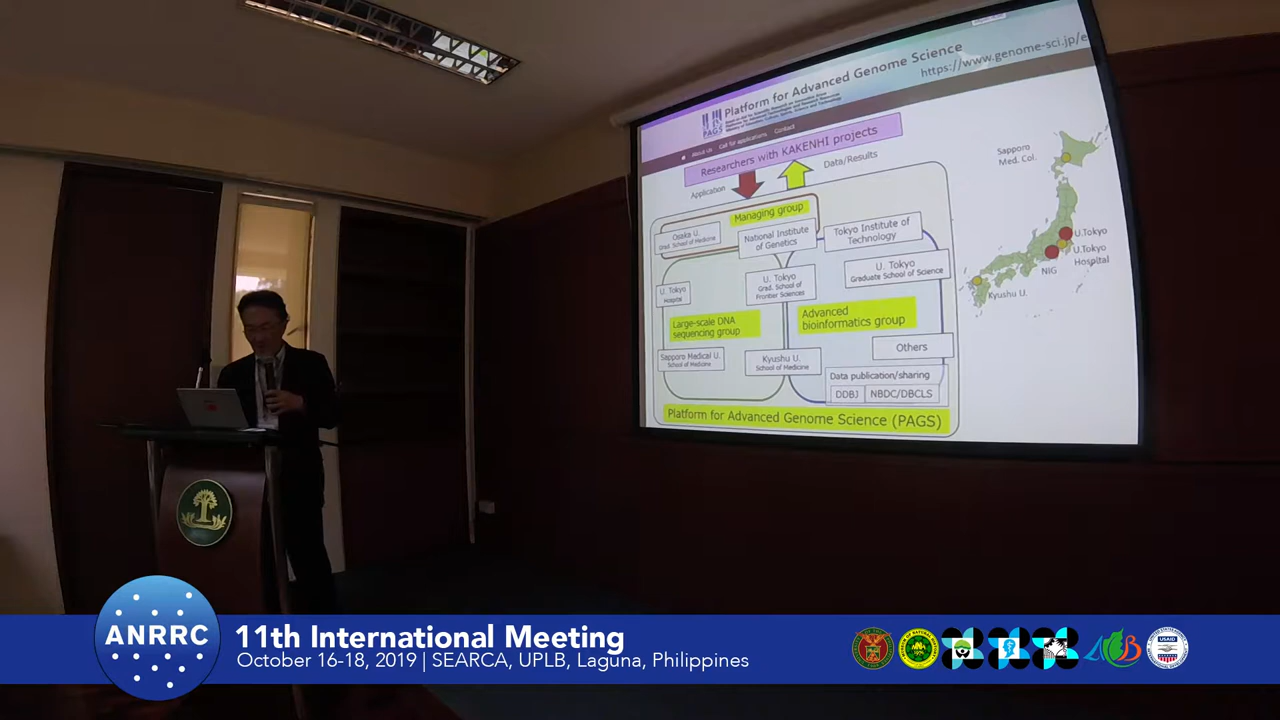 Platform for Advanced Genome Science
https://www.genome-sci.jp/e
PAGS
About Us Call for applications Contact
Researchers with KAKENHI projects
Application
Data/Results
Managing group
Osaka U.
Grad. School of Medicine
National Institute
of Genetics
Tokyo Institute of
Technology
U. Tokyo
Hospital
U. Tokyo
Grad. School of
Frontier Sciences
U. Tokyo
Graduate School of Science
Large-scale DNA
sequencing group
Advanced
bioinformatics group
Sapporo Medical U.
School of Medicine
Kyushu U.
School of Medicine
Others
Data publication/sharing
DDBJ
NBDC/DBCLS
Platform for Advanced Genome Science (PAGS)
Sapporo
Med. Col.
U.Tokyo
U.Tokyo
Hospital
NIG
Kyushu U.
ANRRC
11th International Meeting
October 16-18, 2019 | SEARCA, UPLB, Laguna, Philippines
USAID